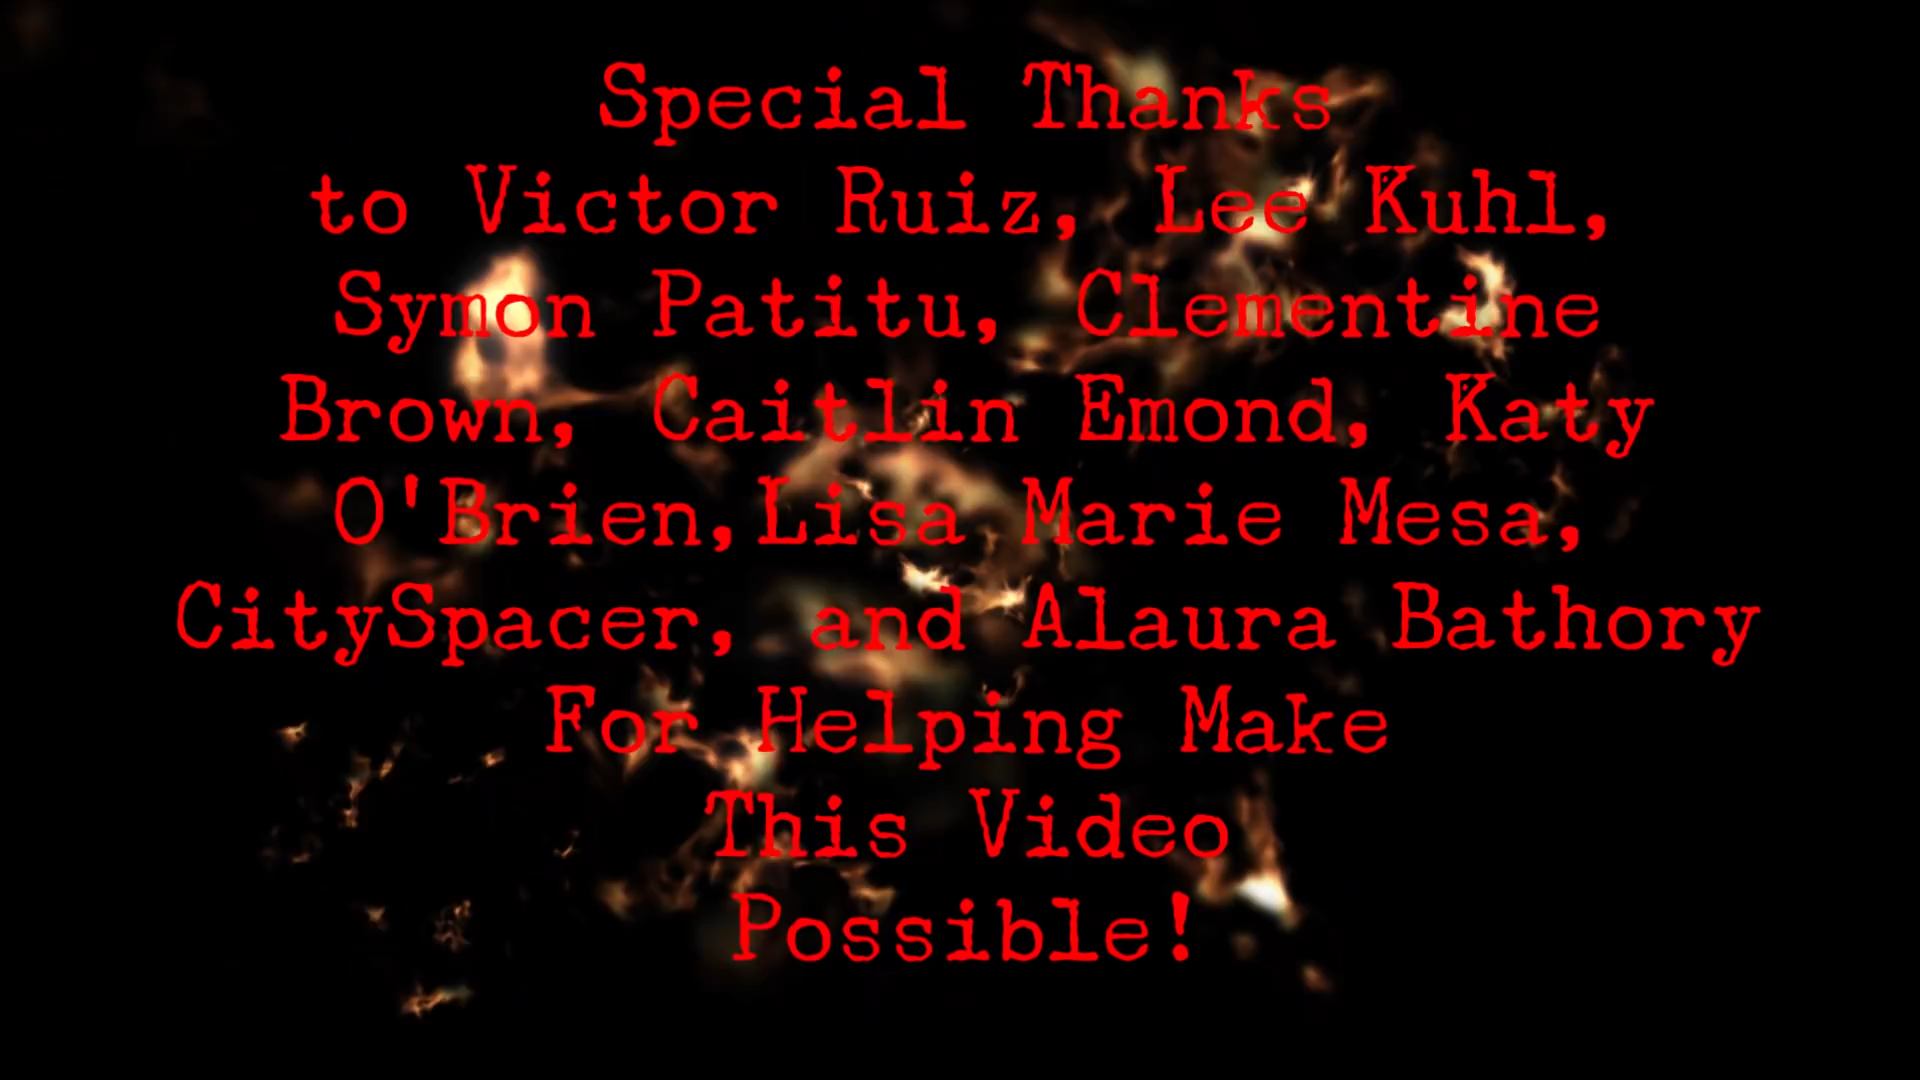 Special Thanks
to Victor Ruiz, Lee Kuhl,
Symon Patitu, Clementine
Brown, Caitlin Emond, Katy
O'Brien,Lisa Marie Mesa,
CitySpacer, and Alaura Bathory
For Helping Make
This Video
Possible!